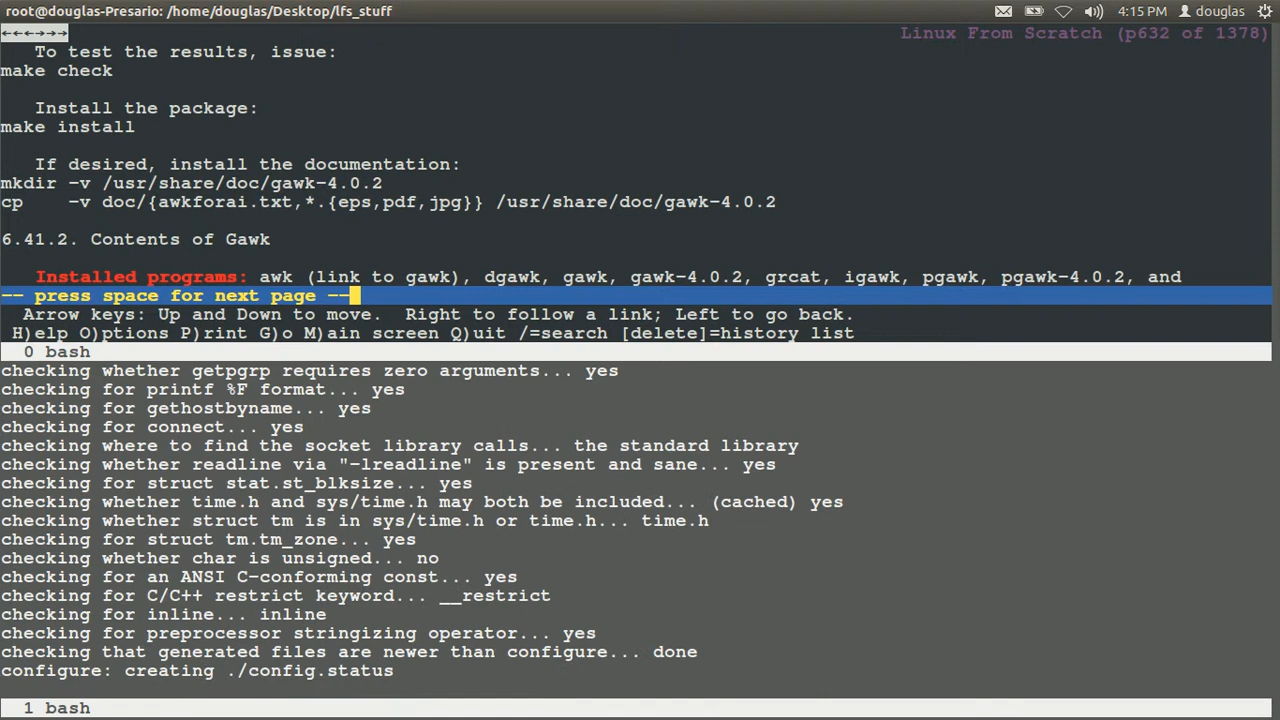 root@douglas-Presario: /home/douglas/Desktop/lfs_stuff
4:15 PM
douglas
←←←→→→
Linux From Scratch (p632 of 1378)
To test the results, issue:
make check
Install the package:
make install
If desired, install the documentation:
mkdir -v /usr/share/doc/gawk-4.0.2
cp    -v doc/{awkforai.txt,*.{eps,pdf,jpg}} /usr/share/doc/gawk-4.0.2
6.41.2. Contents of Gawk
Installed programs: awk (link to gawk), dgawk, gawk, gawk-4.0.2, grcat, igawk, pgawk, pgawk-4.0.2, and
-- press space for next page --
Arrow keys: Up and Down to move.  Right to follow a link; Left to go back.
H)elp O)ptions P)rint G)o M)ain screen Q)uit /=search [delete]=history list
0 bash
checking whether getpgrp requires zero arguments... yes
checking for printf %F format... yes
checking for gethostbyname... yes
checking for connect... yes
checking where to find the socket library calls... the standard library
checking whether readline via "-lreadline" is present and sane... yes
checking for struct stat.st_blksize... yes
checking whether time.h and sys/time.h may both be included... (cached) yes
checking whether struct tm is in sys/time.h or time.h... time.h
checking for struct tm.tm_zone... yes
checking whether char is unsigned... no
checking for an ANSI C-conforming const... yes
checking for C/C++ restrict keyword... __restrict
checking for inline... inline
checking for preprocessor stringizing operator... yes
checking that generated files are newer than configure... done
configure: creating ./config.status
1 bash